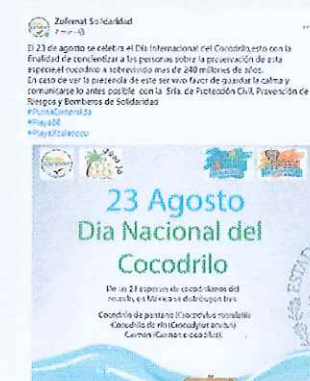 Zofemat Solidaridad
El 23 de agosto se celebra el Día Internacional del Cocodrilo,esto con la
finalidad de concientizar a las personas sobre la preservación de esta
especie,el cocodrilo a sobrevivido mas de 240 millones de años.
En caso de ver la presencia de este ser vivo favor de guardar la calma y
comunicarse lo antes posible con la Sria. de Protección Civil, Prevención de
Riesgos y Bomberos de Solidaridad
#PuntaEsmeralda
#Playa88
23 Agosto
Día Nacional del
Cocodrilo
De las 23 especies de cocodrilianos del
mundo, en México se distribuyen tres
Cocodrilo de pantano (Crocodylus moreletii)
Cocodrilo de río (Crocodylus acutus)
Caimán (Caiman crocodilus)